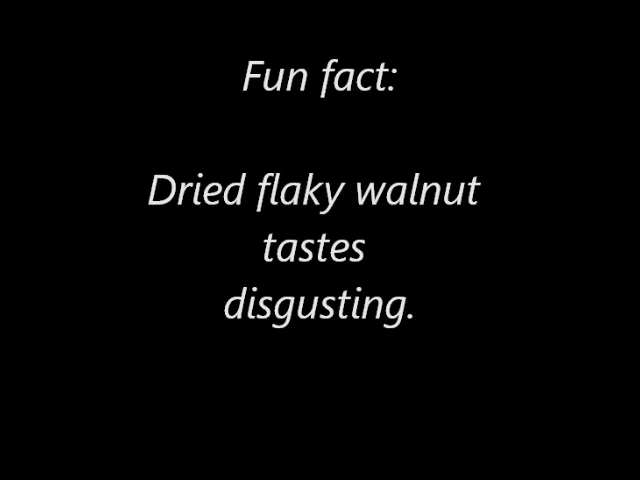 Fun fact:
Dried flaky walnut
tastes
disgusting.